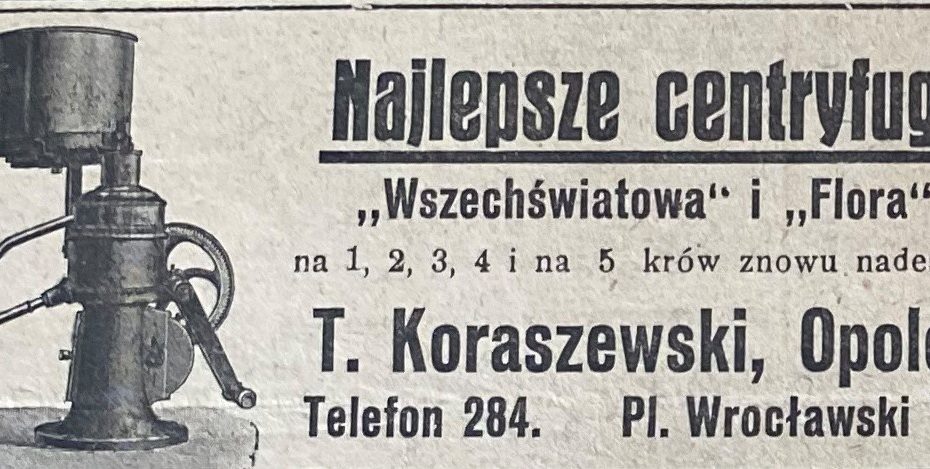 Najlepsze centryfug
„Wszechświatowa“ i „Flora“
na 1, 2, 3, 4 i na 5 krów znowu nade
T. Koraszewski, Opol
Telefon 284. Pl. Wrocławski